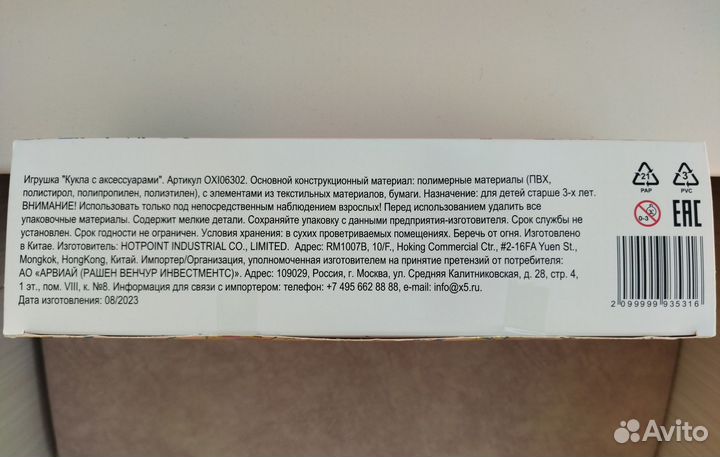 Игрушка "Кукла с аксессуарами". Артикул OXI06302. Основной конструкционный материал: полимерные материалы (ПВХ,
полистирол, полипропилен, полиэтилен), с элементами из текстильных материалов, бумаги. Назначение: для детей старше 3-х лет.
ВНИМАНИЕ! Использовать только под непосредственным наблюдением взрослых! Перед использованием удалить все
упаковочные материалы. Содержит мелкие детали. Сохраняйте упаковку с данными предприятия-изготовителя. Срок службы не
установлен. Срок годности не ограничен. Условия хранения: в сухих проветриваемых помещениях. Беречь от огня. Изготовлено
в Китае. Изготовитель: HOTPOINT INDUSTRIAL CO., LIMITED. Адрес: RM1007B, 10/F., Hoking Commercial Ctr., #2-16FA Yuen St.,
Mongkok, HongKong, Китай. Импортер/Организация, уполномоченная изготовителем на принятие претензий от потребителя:
АО «АРВИАЙ (РАШЕН ВЕНЧУР ИНВЕСТМЕНТС)». Адрес: 109029, Россия, г. Москва, ул. Средняя Калитниковская, д. 28, стр. 4,
1 эт., пом. VIII, к. №8. Информация для связи с импортером: телефон: +7 495 662 88 88, e-mail: info@x5.ru.
Дата изготовления: 08/2023
21
PAP
3
PVC
0-3
EAC
2 099999 935316
Avito